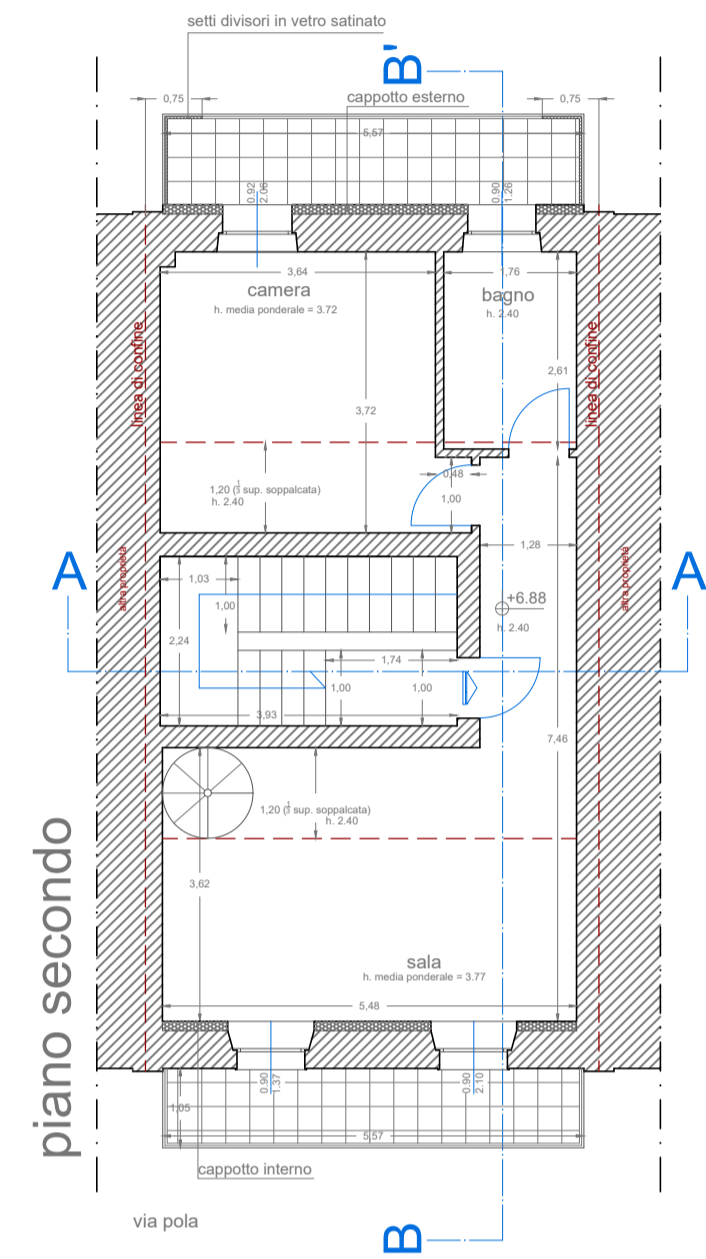 setti divisori in vetro satinato
B'
0,75
cappotto esterno
0,75
5,57
0.92
2.06
0.90
1.26
3,64
1,76
camera
h. media ponderale = 3.72
bagno
h. 2.40
linea di confine
linea di confine
2,61
3,72
1,20 (1/3 sup. soppalcata)
h. 2.40
0,48
1,00
altra proprietà
altra proprietà
A
A
1,28
1,03
1,00
+6.88
h. 2.40
2,24
1,74
1,00
1,00
3,93
7,46
1,20 (1/3 sup. soppalcata)
h. 2.40
3,62
piano secondo
sala
h. media ponderale = 3.77
5,48
0.90
1.37
0.90
2.10
1,05
5,57
cappotto interno
via pola
B